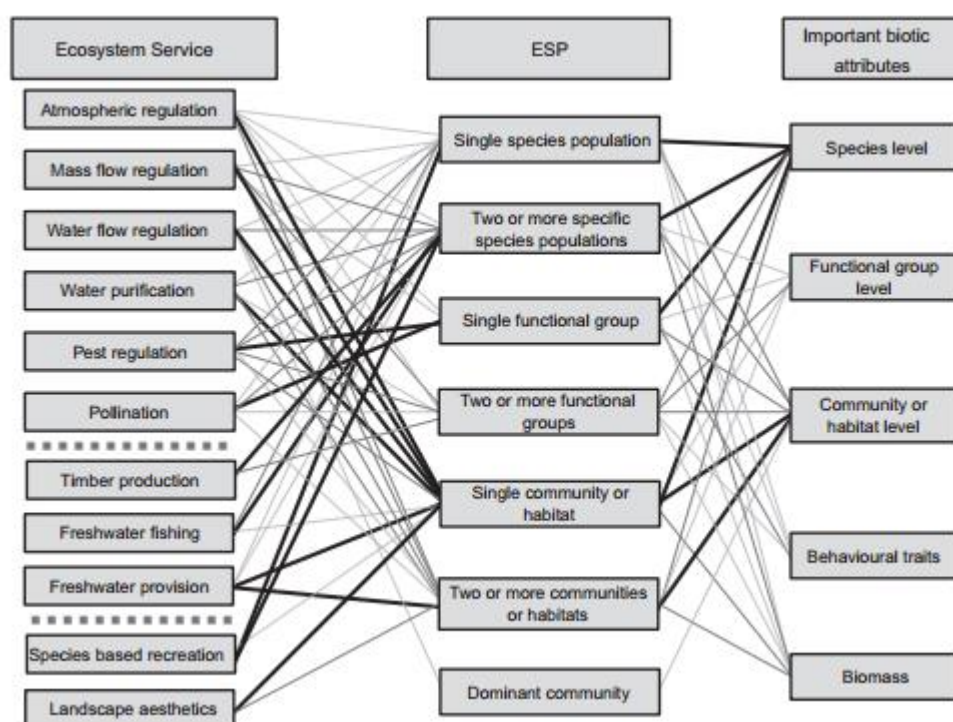 Ecosystem Service
ESP
Important biotic
attributes
Atmospheric regulation
Mass flow regulation
Water flow regulation
Water purification
Pest regulation
Pollination
Timber production
Freshwater fishing
Freshwater provision
Species based recreation
Landscape aesthetics
Single species population
Two or more specific
species populations
Single functional group
Two or more functional
groups
Single community or
habitat
Two or more communities
or habitats
Dominant community
Species level
Functional group
level
Community or
habitat level
Behavioural traits
Biomass